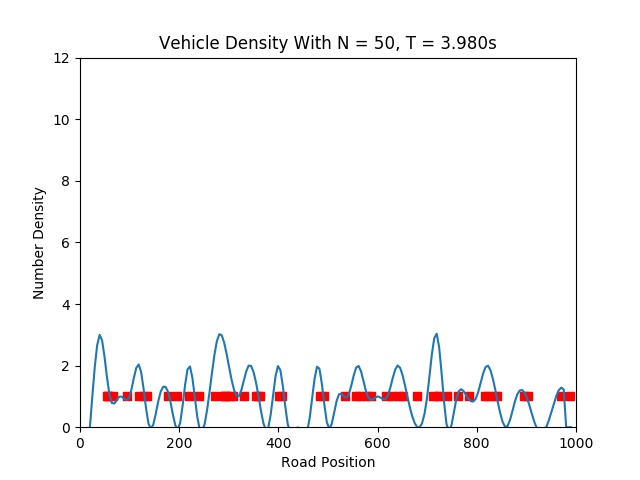 Vehicle Density With N = 50, T = 3.980s
12
10
8
6
4
2
0
Number Density
0 200 400 600 800 1000
Road Position